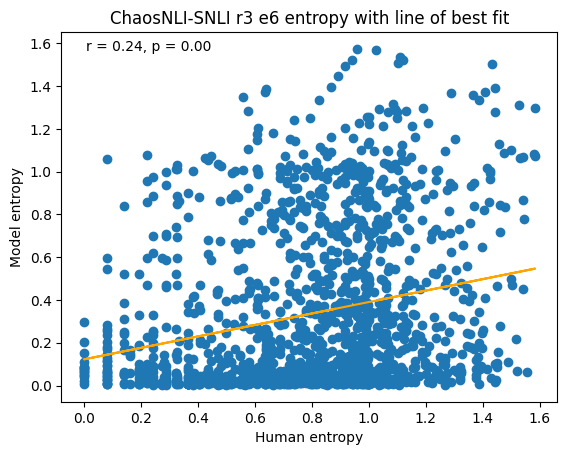 ChaosNLI-SNLI r3 e6 entropy with line of best fit
r = 0.24, p = 0.00
Model entropy
1.6
1.4
1.2
1.0
0.8
0.6
0.4
0.2
0.0
0.0 0.2 0.4 0.6 0.8 1.0 1.2 1.4 1.6
Human entropy